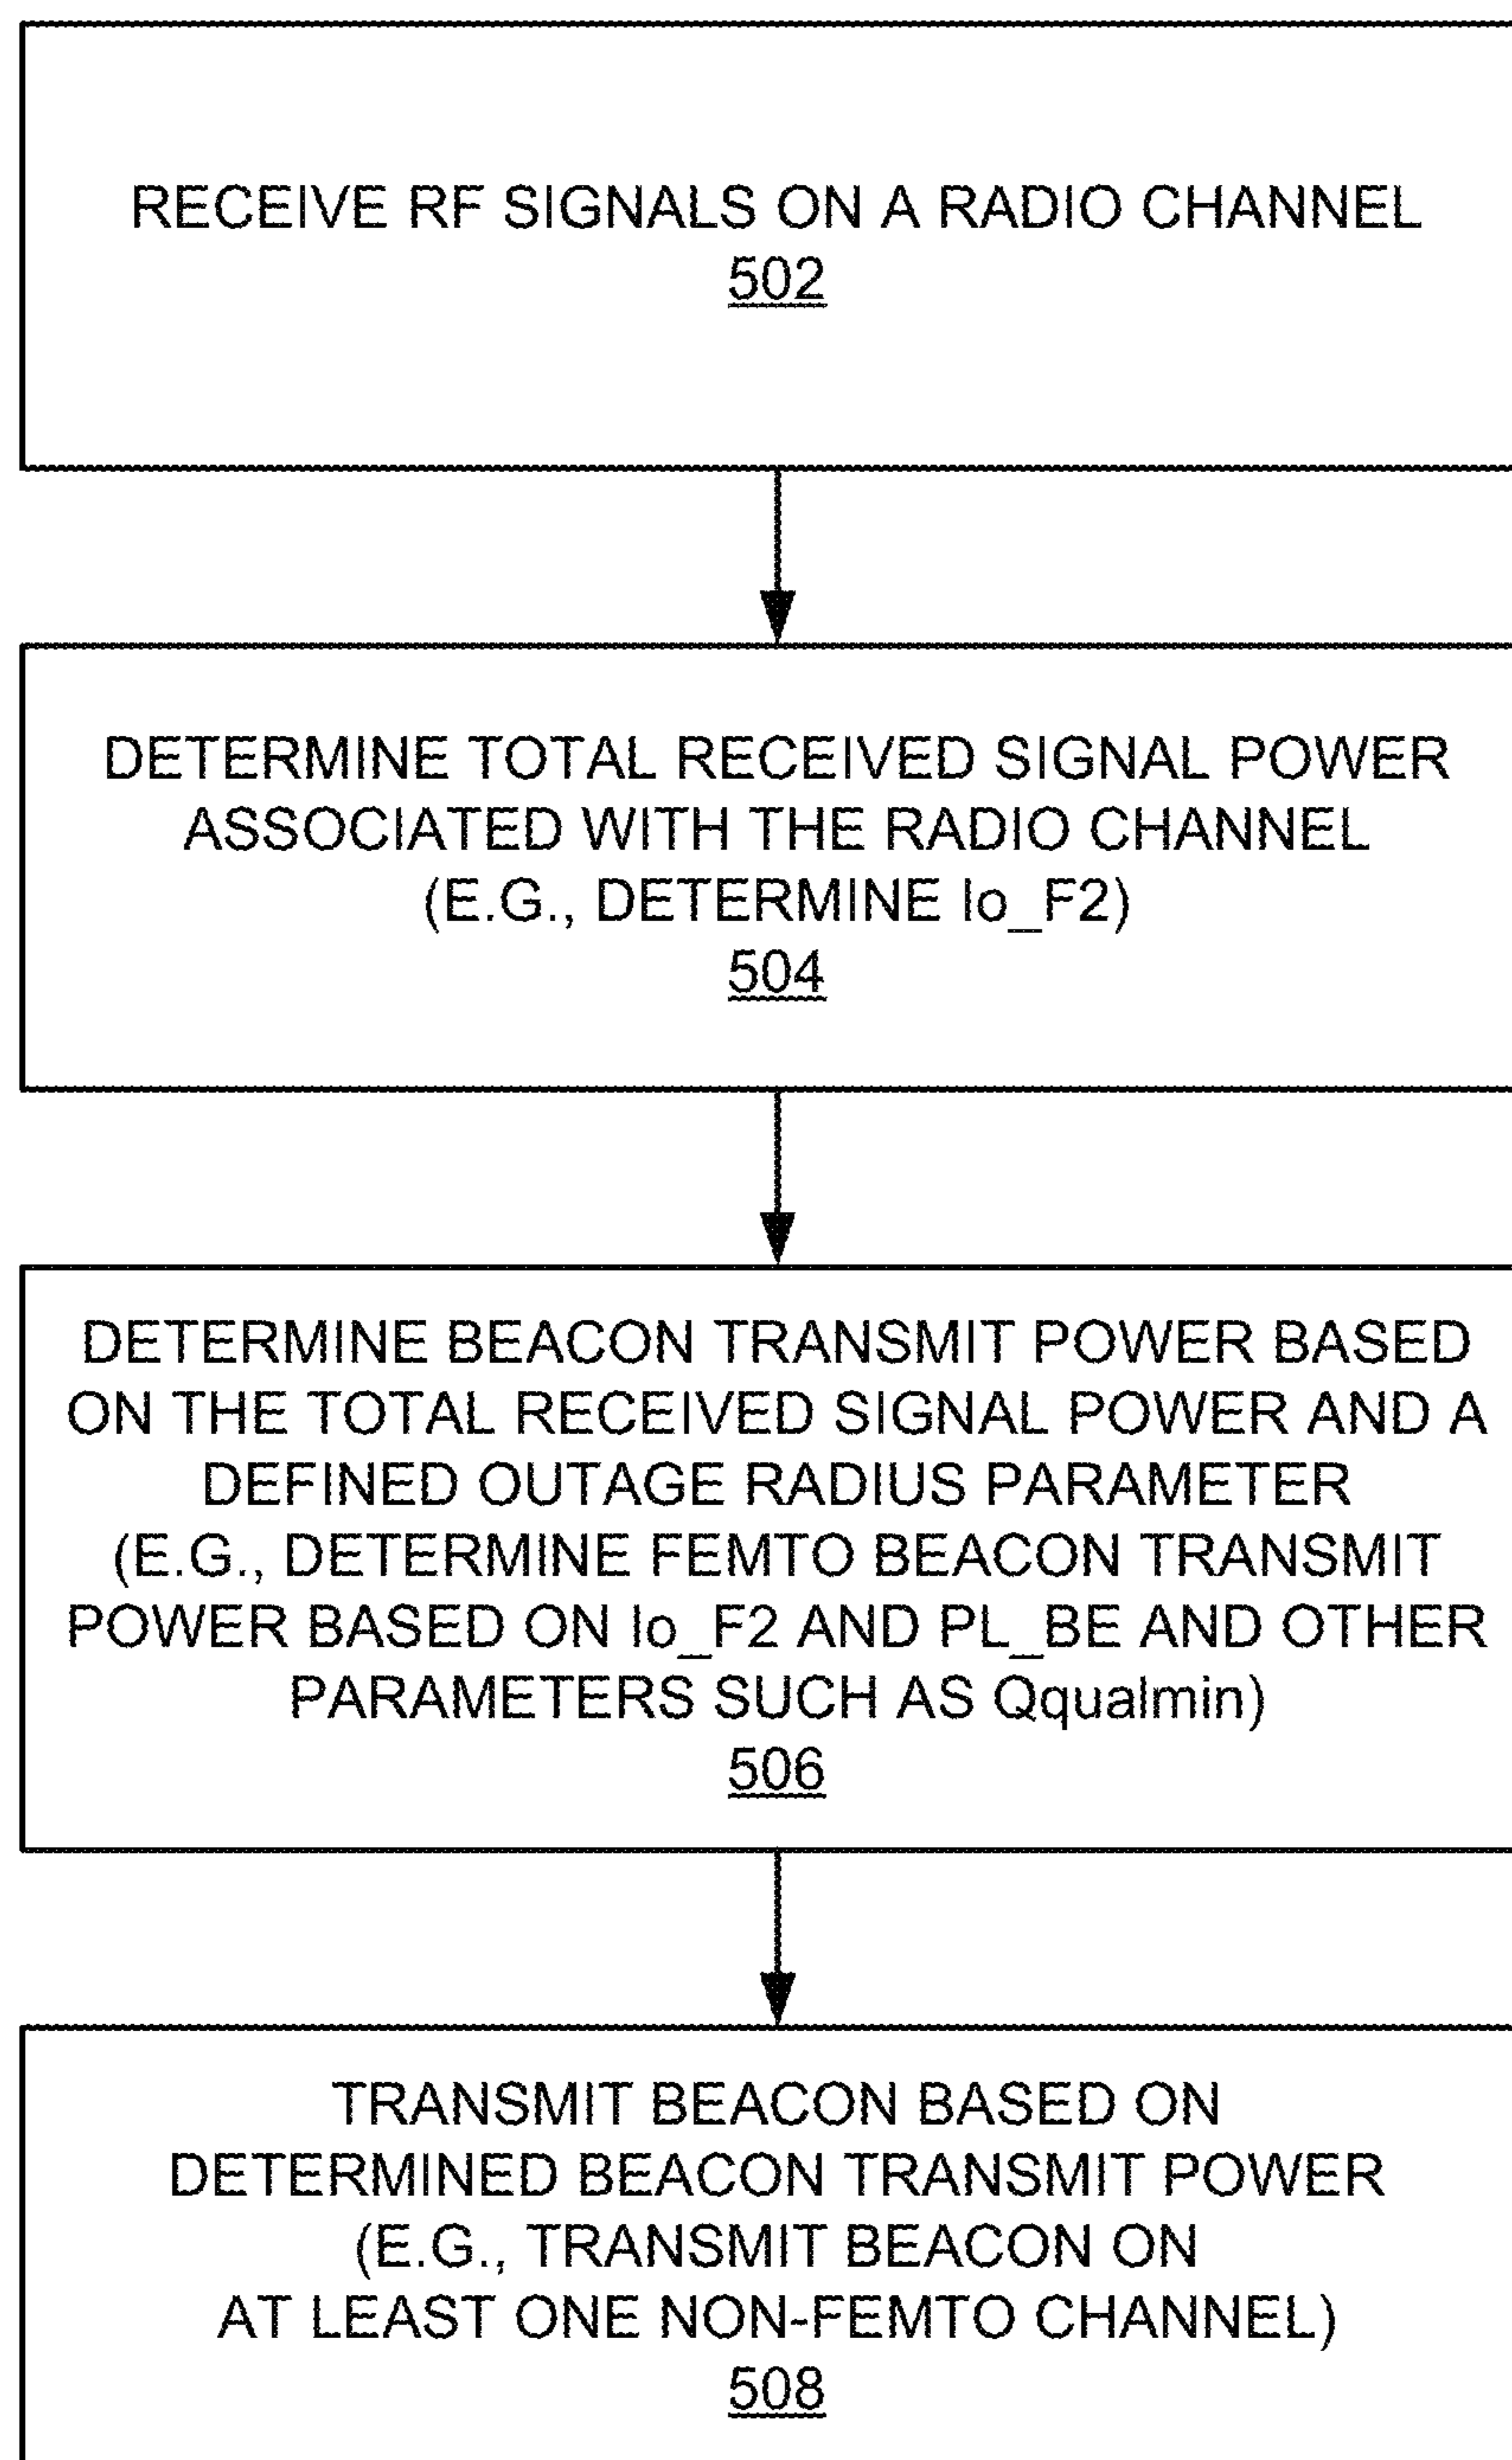 RECEIVE RF SIGNALS ON A RADIO CHANNEL
502
DETERMINE TOTAL RECEIVED SIGNAL POWER
ASSOCIATED WITH THE RADIO CHANNEL
(E.G., DETERMINE Io_F2)
504
DETERMINE BEACON TRANSMIT POWER BASED
ON THE TOTAL RECEIVED SIGNAL POWER AND A
DEFINED OUTAGE RADIUS PARAMETER
(E.G., DETERMINE FEMTO BEACON TRANSMIT
POWER BASED ON Io_F2 AND PL_BE AND OTHER
PARAMETERS SUCH AS Qqualmin)
506
TRANSMIT BEACON BASED ON
DETERMINED BEACON TRANSMIT POWER
(E.G., TRANSMIT BEACON ON
AT LEAST ONE NON-FEMTO CHANNEL)
508